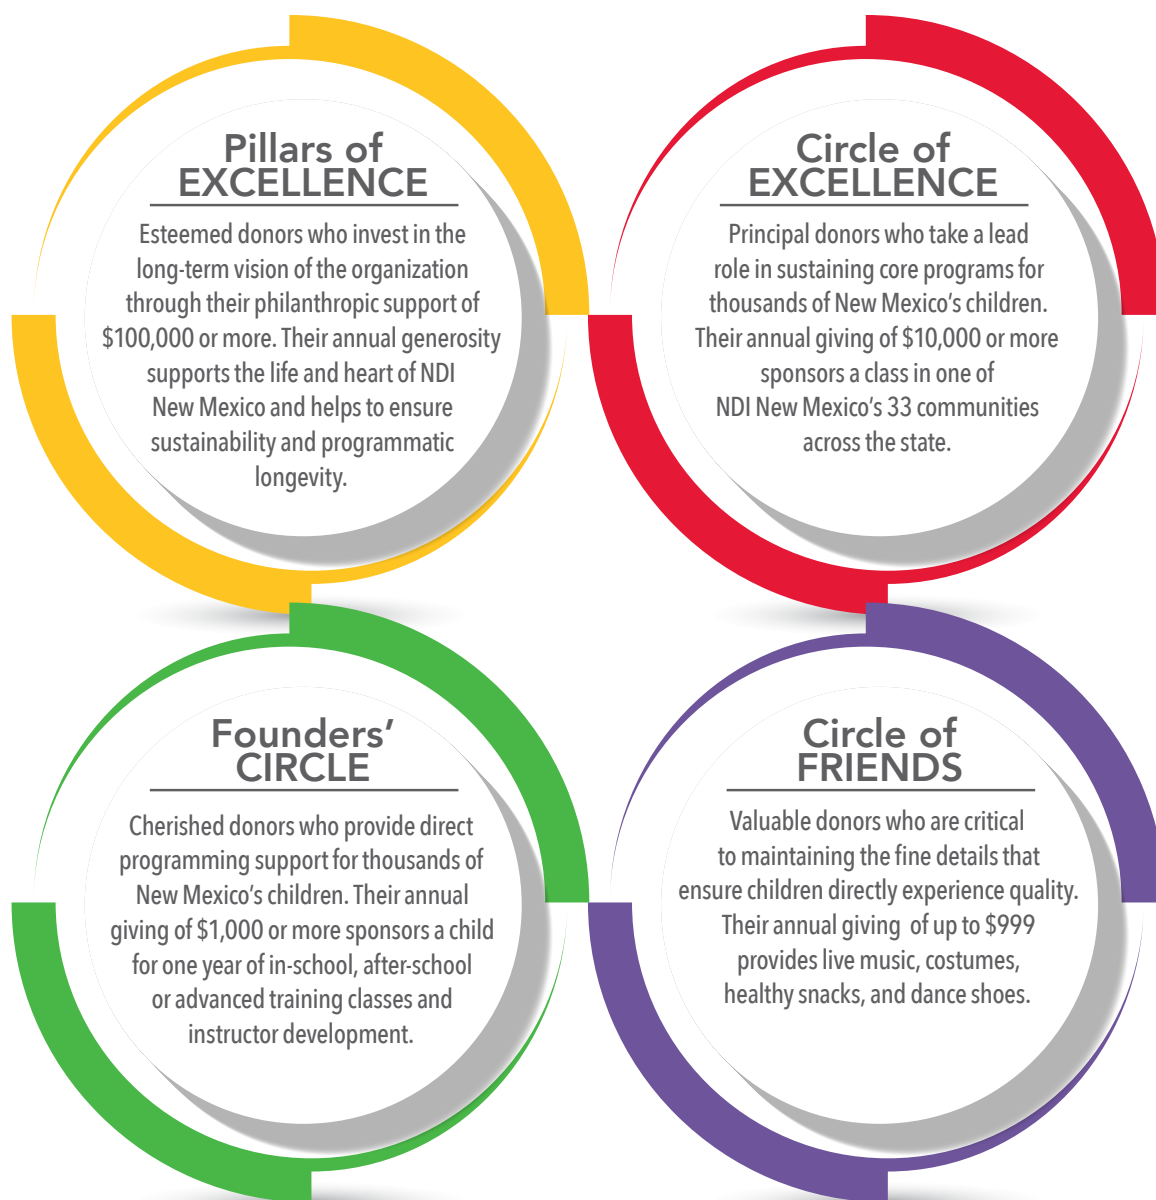 Pillars of
EXCELLENCE
Esteemed donors who invest in the
long-term vision of the organization
through their philanthropic support of
$100,000 or more. Their annual generosity
supports the life and heart of NDI
New Mexico and helps to ensure
sustainability and programmatic
longevity.
Circle of
EXCELLENCE
Principal donors who take a lead
role in sustaining core programs for
thousands of New Mexico’s children.
Their annual giving of $10,000 or more
sponsors a class in one of
NDI New Mexico’s 33 communities
across the state.
Founders’
CIRCLE
Cherished donors who provide direct
programming support for thousands of
New Mexico’s children. Their annual
giving of $1,000 or more sponsors a child
for one year of in-school, after-school
or advanced training classes and
instructor development.
Circle of
FRIENDS
Valuable donors who are critical
to maintaining the fine details that
ensure children directly experience quality.
Their annual giving  of up to $999
provides live music, costumes,
healthy snacks, and dance shoes.